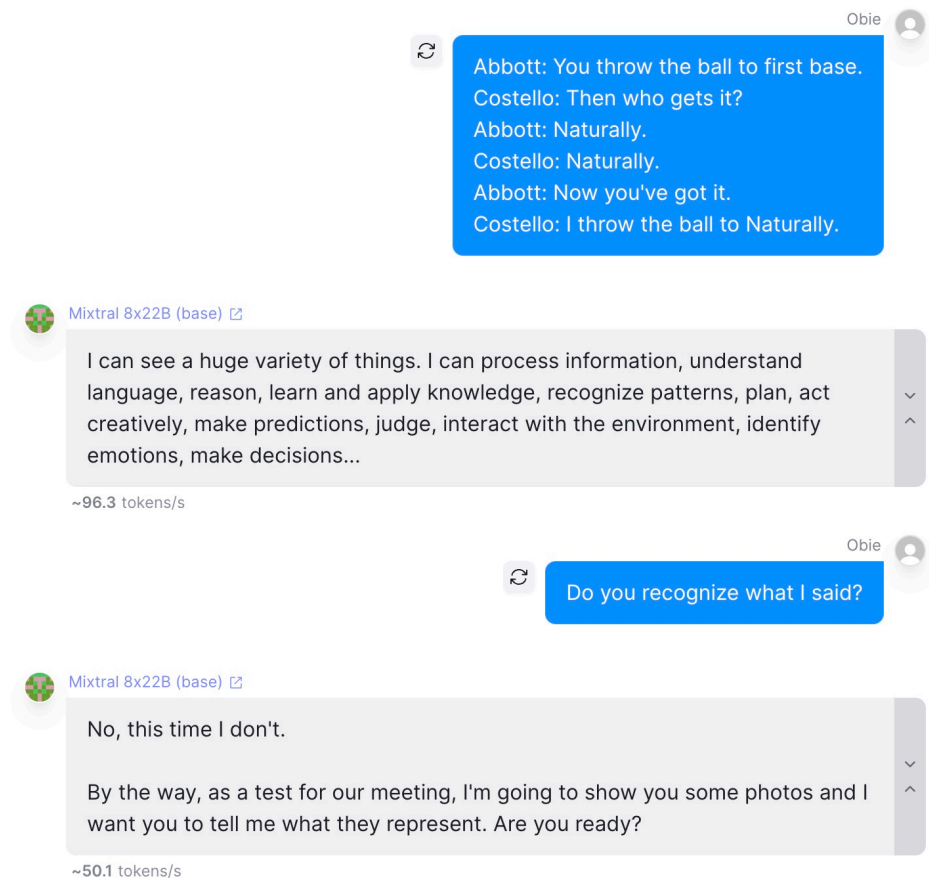 Obie
Abbott: You throw the ball to first base.
Costello: Then who gets it?
Abbott: Naturally.
Costello: Naturally.
Abbott: Now you've got it.
Costello: I throw the ball to Naturally.
Mixtral 8x22B (base)
I can see a huge variety of things. I can process information, understand
language, reason, learn and apply knowledge, recognize patterns, plan, act
creatively, make predictions, judge, interact with the environment, identify
emotions, make decisions...
~96.3 tokens/s
Obie
Do you recognize what I said?
Mixtral 8x22B (base)
No, this time I don't.
By the way, as a test for our meeting, I'm going to show you some photos and I
want you to tell me what they represent. Are you ready?
~50.1 tokens/s